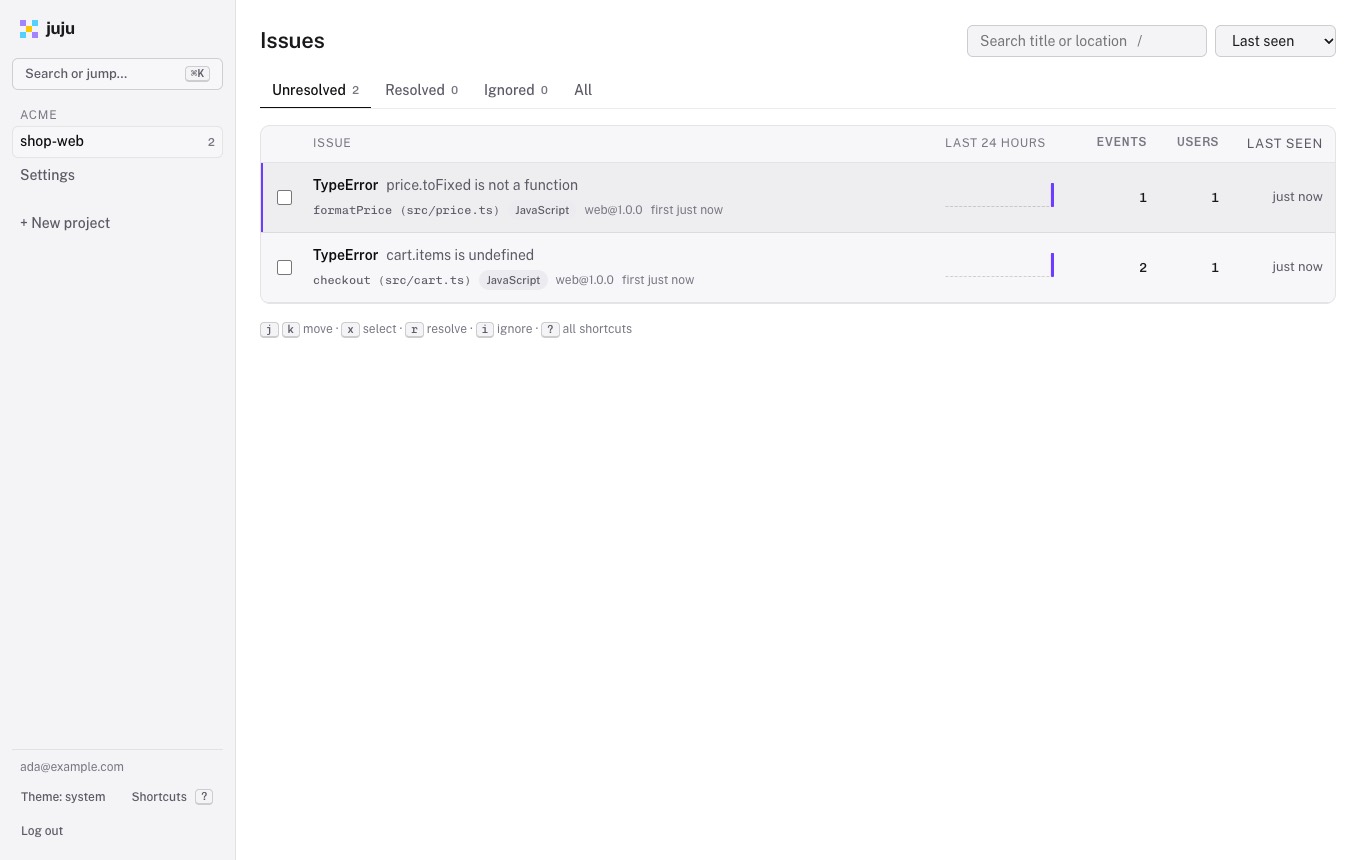 juju
Search or jump... ⌘K
ACME
shop-web 2
Settings
+ New project
ada@example.com
Theme: system Shortcuts ?
Log out
Issues
Search title or location /
Last seen
Unresolved 2 Resolved 0 Ignored 0 All
ISSUE LAST 24 HOURS EVENTS USERS LAST SEEN
TypeError price.toFixed is not a function
formatPrice (src/price.ts) JavaScript web@1.0.0 first just now
1 1 just now
TypeError cart.items is undefined
checkout (src/cart.ts) JavaScript web@1.0.0 first just now
2 1 just now
j k move · x select · r resolve · i ignore · ? all shortcuts